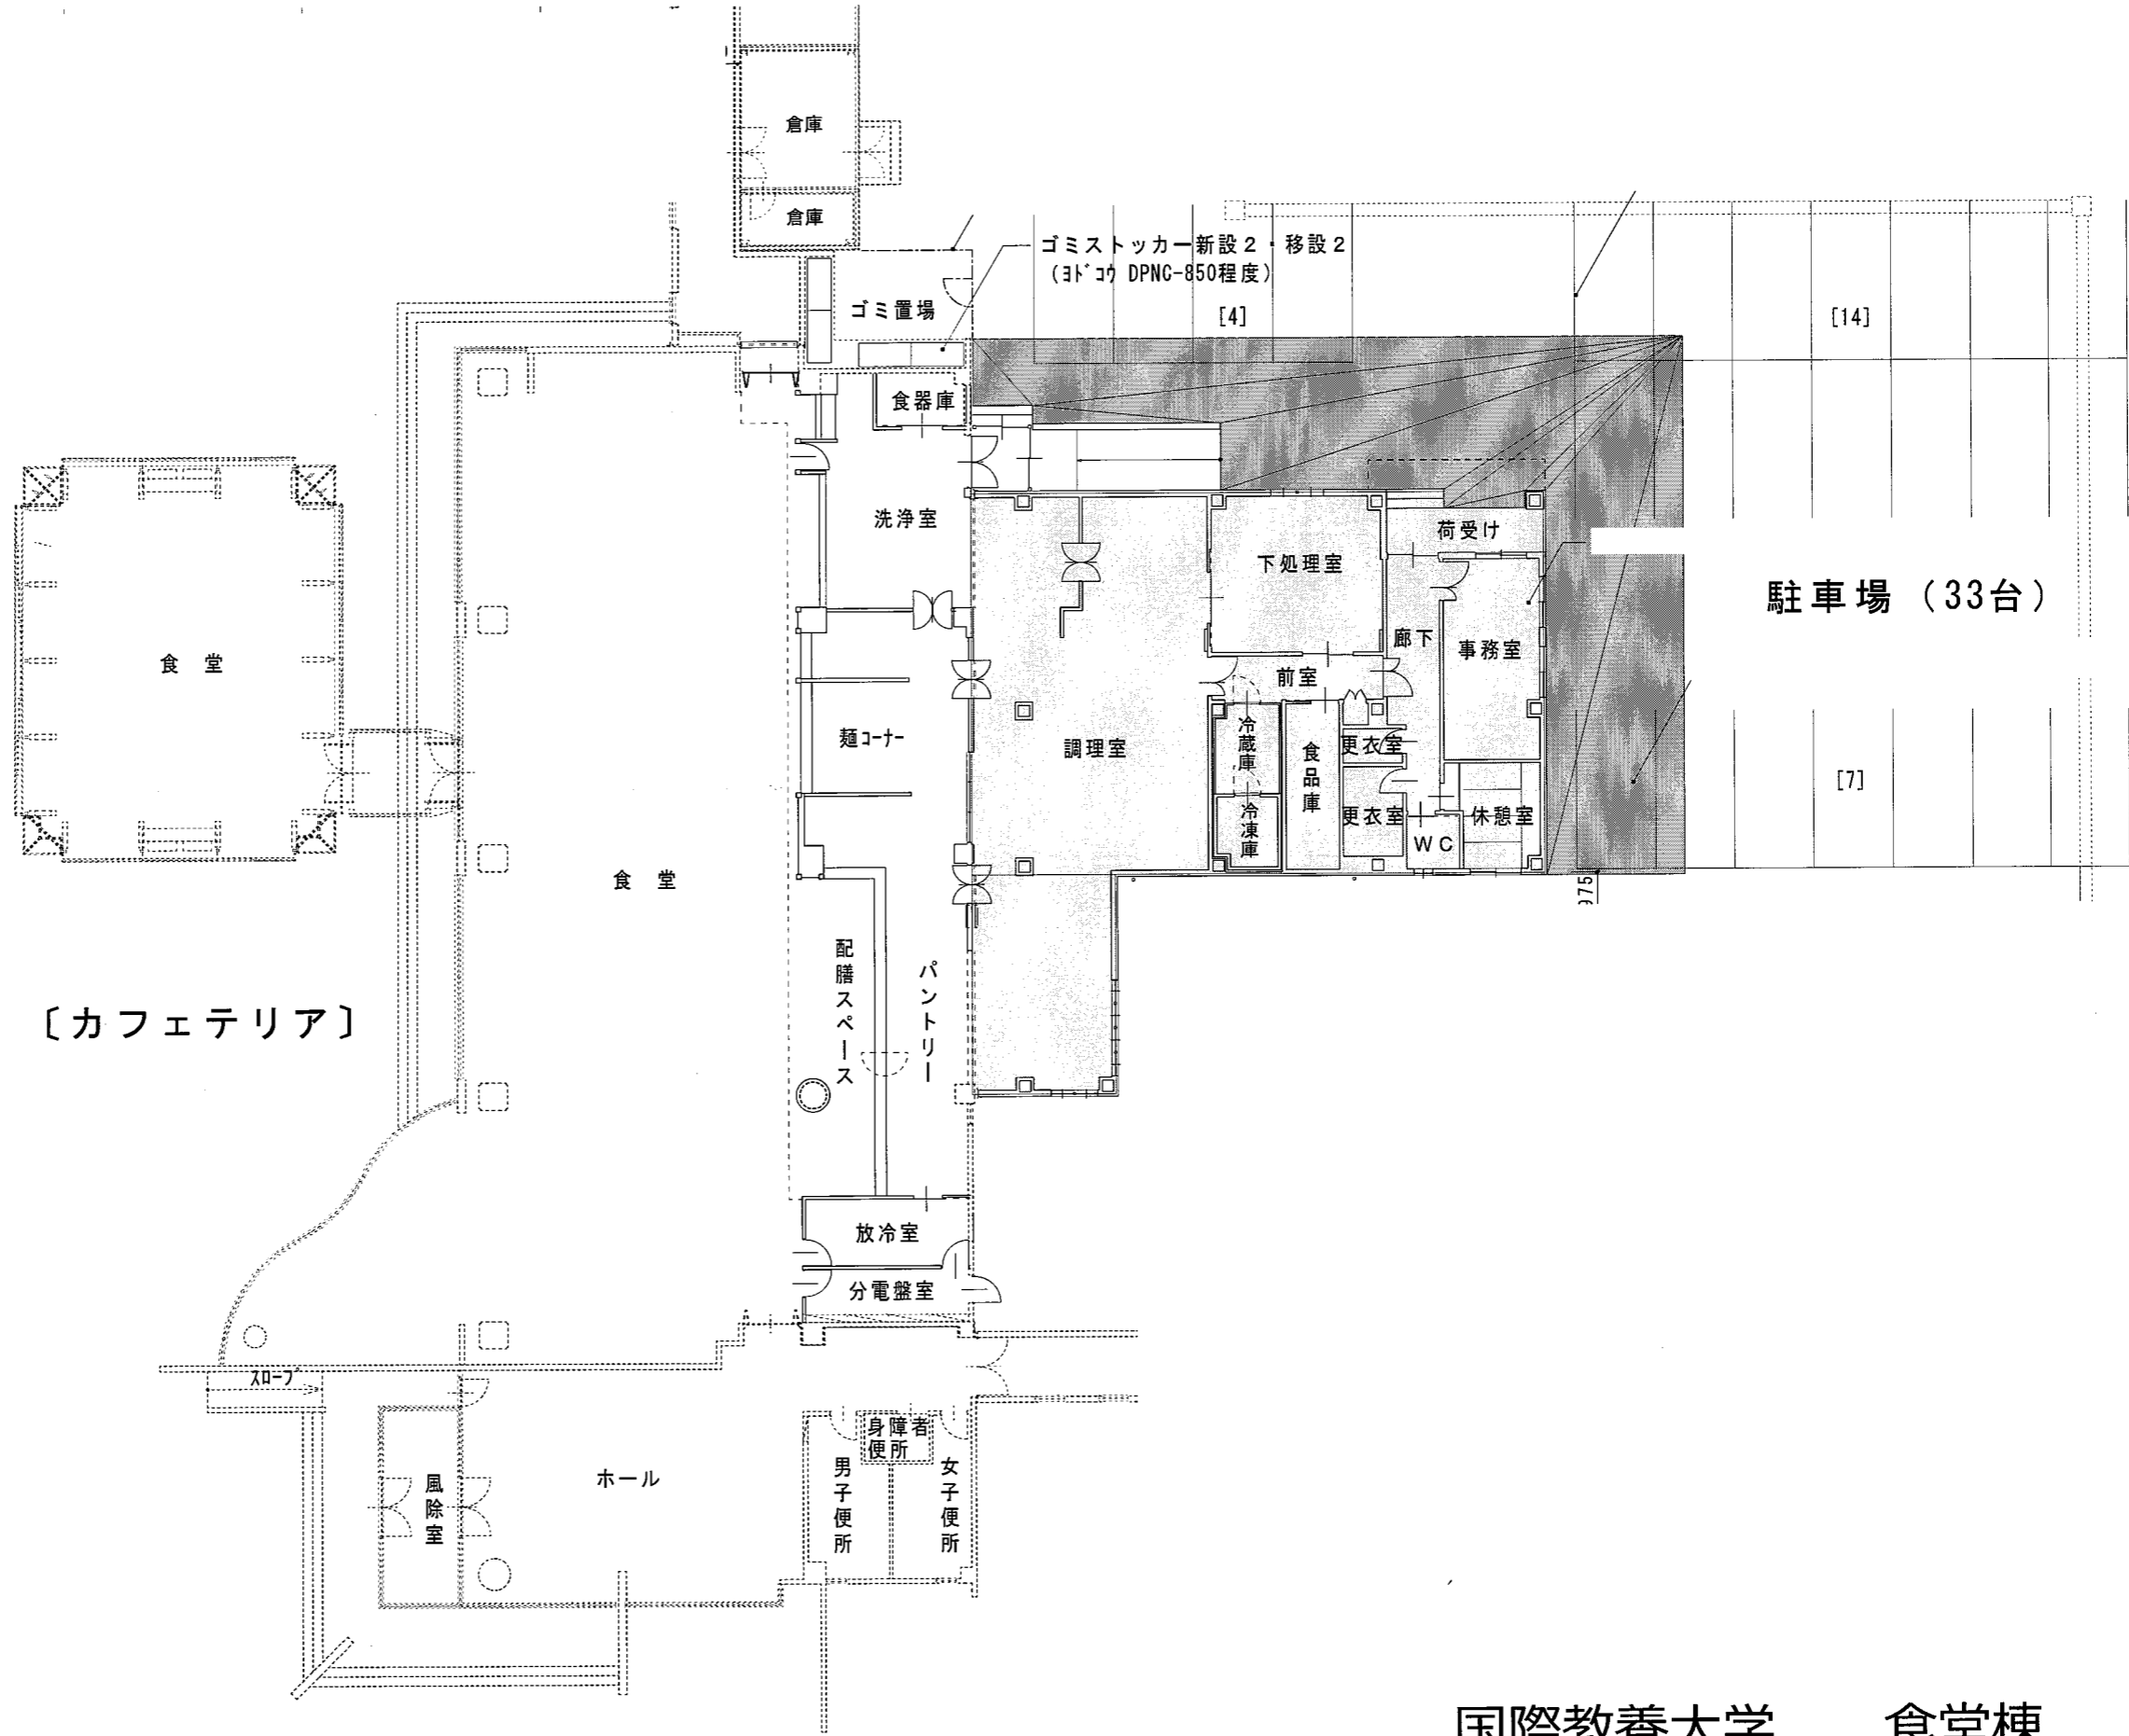 倉庫
倉庫
ゴミストッカー新設2・移設2
(ﾖﾄﾞｺｳ DPNC-850程度)
ゴミ置場
[4]
[14]
食器庫
洗浄室
荷受け
下処理室
駐車場(33台)
廊下
事務室
食堂
前室
麺ｺｰﾅｰ
調理室
冷蔵庫
食品庫
更衣室
[7]
冷凍庫
更衣室
休憩室
WC
975
食堂
配膳スペース
パントリー
〔カフェテリア〕
放冷室
分電盤室
ｽﾛｰﾌﾟ
身障者
便所
男子便所
女子便所
ホール
風除室
国際教養大学 食堂棟